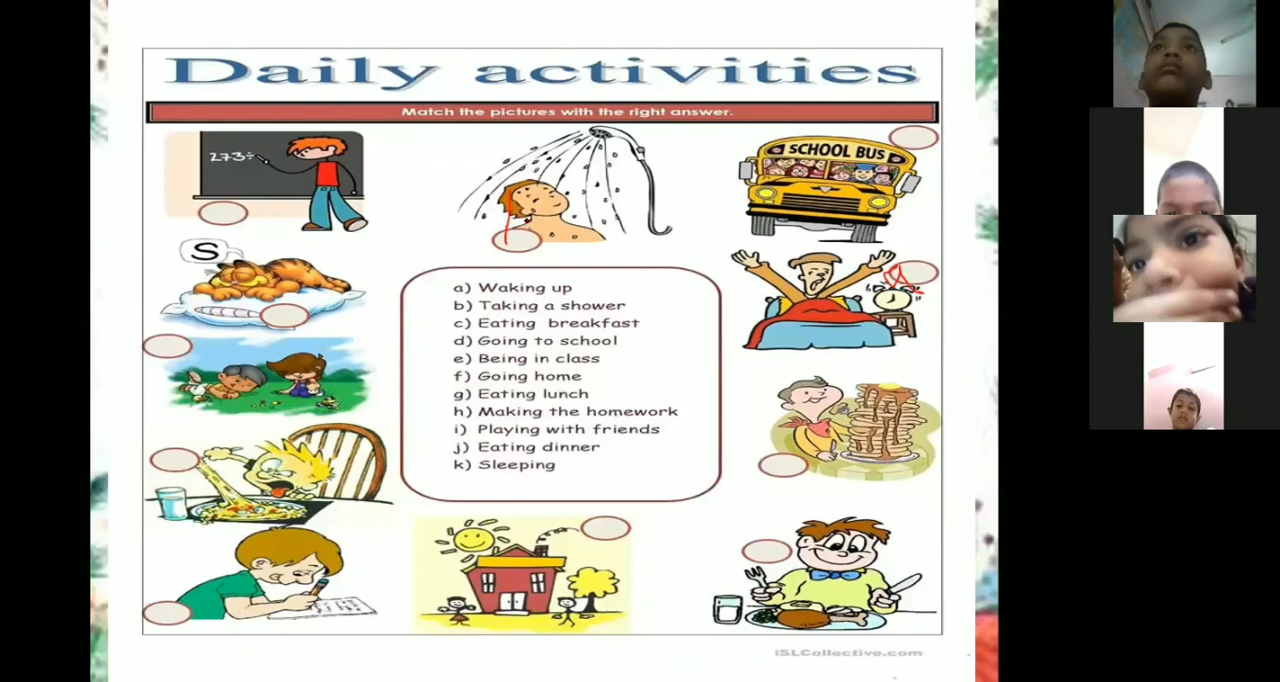 Daily activities
Match the pictures with the right answer.
273÷
SCHOOL BUS
S
A
a) Waking up
b) Taking a shower
c) Eating breakfast
d) Going to school
e) Being in class
f) Going home
g) Eating lunch
h) Making the homework
i) Playing with friends
j) Eating dinner
k) Sleeping
iSLCollective.com